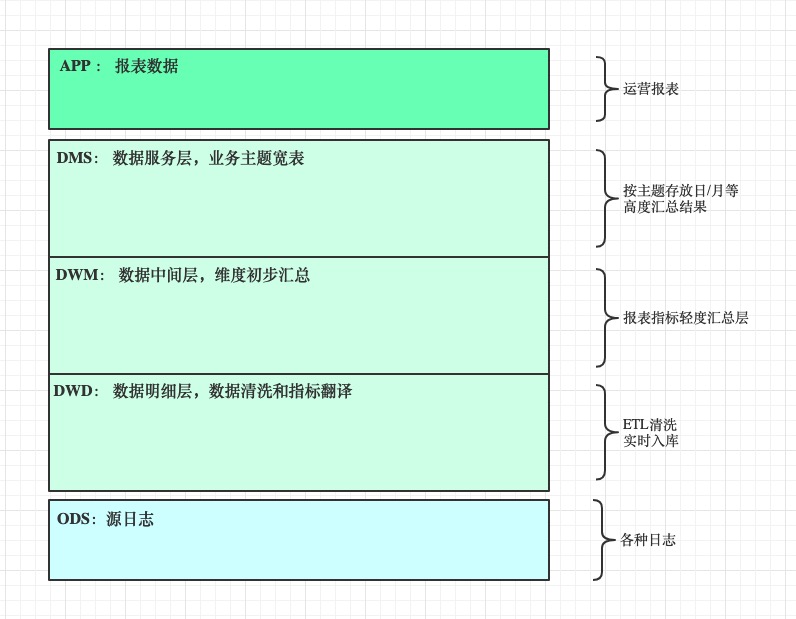 APP ： 报表数据
运营报表
DMS： 数据服务层，业务主题宽表
按主题存放日/月等
高度汇总结果
DWM： 数据中间层，维度初步汇总
报表指标轻度汇总层
DWD： 数据明细层，数据清洗和指标翻译
ETL清洗
实时入库
ODS：源日志
各种日志